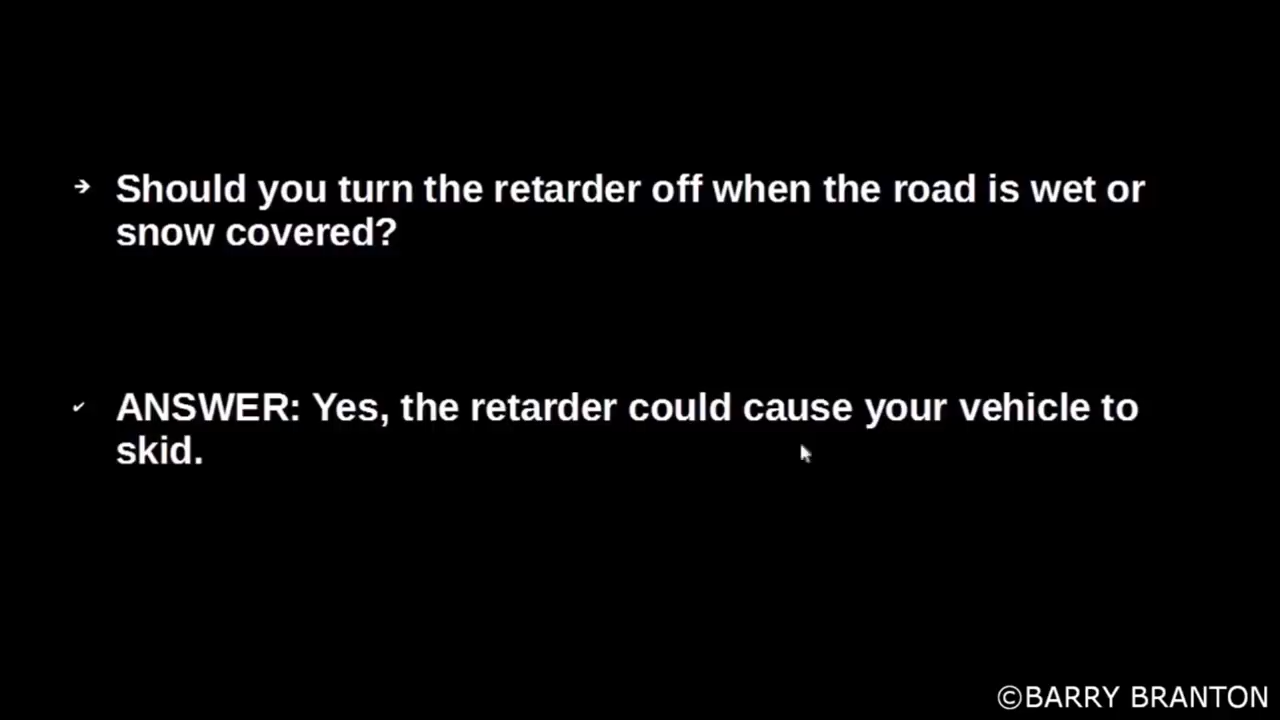 ➔ Should you turn the retarder off when the road is wet or
snow covered?
✔ ANSWER: Yes, the retarder could cause your vehicle to
skid.
©BARRY BRANTON